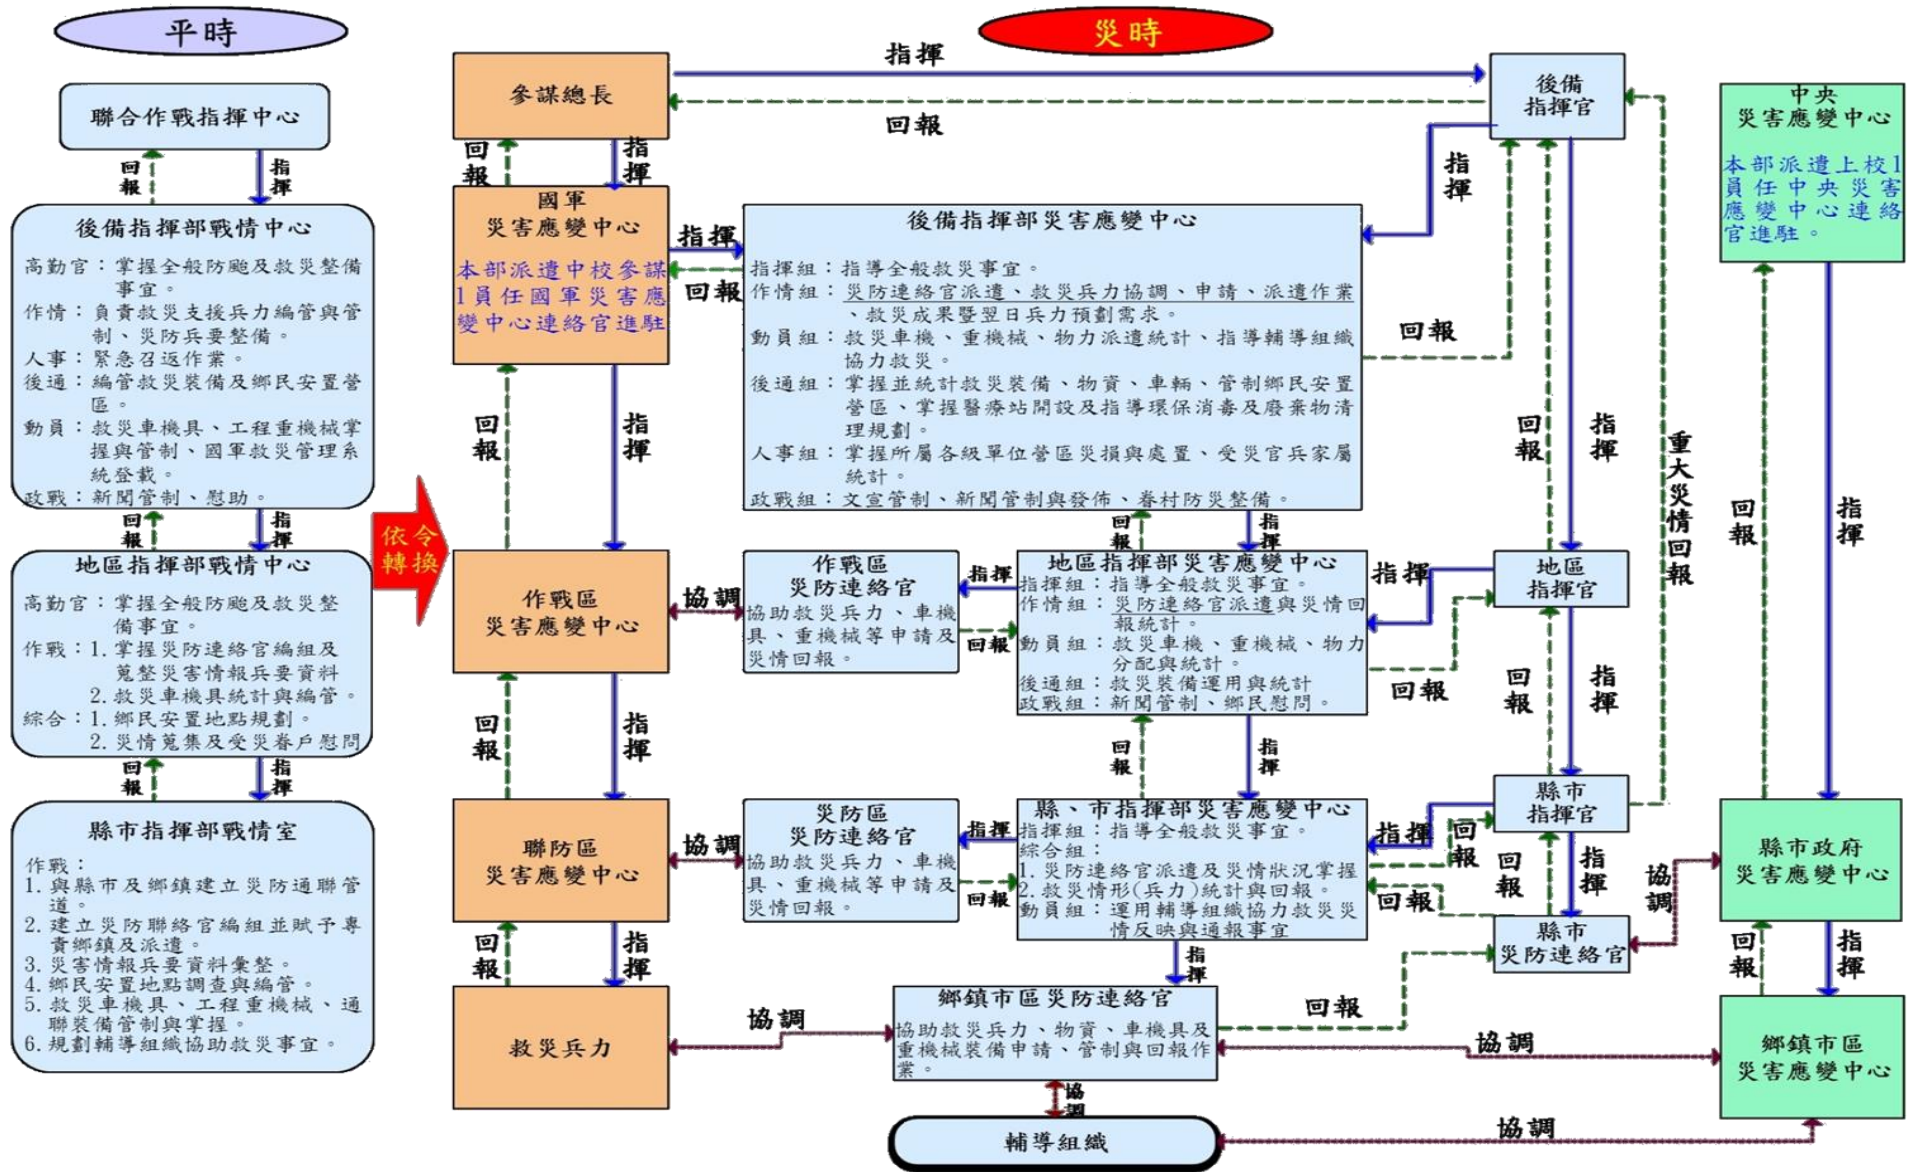 平時
聯合作戰指揮中心
回報
指揮
後備指揮部戰情中心
高勤官：掌握全般防颱及救災整備
事宜。
作情：負責救災支援兵力編管與管
制、災防兵要整備。
人事：緊急召返作業。
後通：編管救災裝備及鄉民安置營
區。
動員：救災車機具、工程重機械掌
握與管制、國軍救災管理系
統登載。
政戰：新聞管制、慰助。
回報
指揮
地區指揮部戰情中心
高勤官：掌握全般防颱及救災整
備事宜。
作戰：1.掌握災防連絡官編組及
蒐整災害情報兵要資料
2.救災車機具統計與編管。
綜合：1.鄉民安置地點規劃。
2.災情蒐集及受災眷戶慰問
回報
指揮
縣市指揮部戰情室
作戰：
1.與縣市及鄉鎮建立災防通聯管
道。
2.建立災防聯絡官編組並賦予專
責鄉鎮及派遣。
3.災害情報兵要資料彙整。
4.鄉民安置地點調查與編管。
5.救災車機具、工程重機械、通
聯裝備管制與掌握。
6.規劃輔導組織協助救災事宜。
依令
轉換
災時
參謀總長
指揮
回報
回報
指揮
國軍
災害應變中心
本部派遣中校參謀
1員任國軍災害應
變中心連絡官進駐
指揮
回報
回報
指揮
作戰區
災害應變中心
協調
回報
指揮
聯防區
災害應變中心
協調
回報
指揮
救災兵力
協調
後備指揮部災害應變中心
指揮組：指導全般救災事宜。
作情組：災防連絡官派遣、救災兵力協調、申請、派遣作業
、救災成果暨翌日兵力預劃需求。
動員組：救災車機、重機械、物力派遣統計、指導輔導組織
協力救災。
後通組：掌握並統計救災裝備、物資、車輛、管制鄉民安置
營區、掌握醫療站開設及指導環保消毒及廢棄物清
理規劃。
人事組：掌握所屬各級單位營區災損與處置、受災官兵家屬
統計。
政戰組：文宣管制、新聞管制與發佈、眷村防災整備。
回報
指揮
作戰區
災防連絡官
協助救災兵力、車機
具、重機械等申請及
災情回報。
指揮
回報
地區指揮部災害應變中心
指揮組：指導全般救災事宜。
作情組：災防連絡官派遣與災情回
報統計。
動員組：救災車機、重機械、物力
分配與統計。
後通組：救災裝備運用與統計
政戰組：新聞管制、鄉民慰問。
回報
指揮
災防區
災防連絡官
協助救災兵力、車機
具、重機械等申請及
災情回報。
指揮
回報
縣、市指揮部災害應變中心
指揮組：指導全般救災事宜。
綜合組：
1.災防連絡官派遣及災情狀況掌握
2.救災情形(兵力)統計與回報。
動員組：運用輔導組織協力救災災
情反映與通報事宜
指揮
鄉鎮市區災防連絡官
協助救災兵力、物資、車機具及
重機械裝備申請、管制與回報作
業。
協調
輔導組織
後備
指揮官
指揮
回報
回報
指揮
重大災情回報
地區
指揮官
指揮
回報
回報
指揮
縣市
指揮官
指揮
回報
回報
指揮
回報
縣市
災防連絡官
回報
協調
協調
協調
中央
災害應變中心
本部派遣上校1
員任中央災害
應變中心連絡
官進駐。
回報
指揮
縣市政府
災害應變中心
回報
指揮
鄉鎮市區
災害應變中心